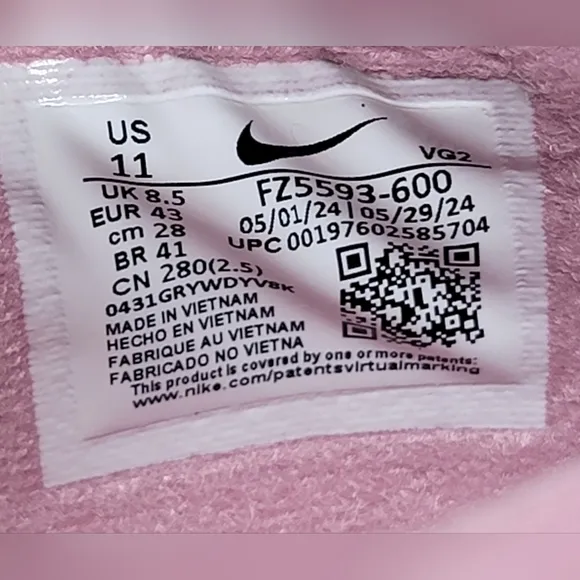 US
11
VG2
UK 8.5
EUR 43
cm 28
BR 41
CN 280(2.5)
FZ5593-600
05/01/24 | 05/29/24
UPC 00197602585704
0431GRYWDYV8K
MADE IN VIETNAM
HECHO EN VIETNAM
FABRIQUE AU VIETNAM
FABRICADO NO VIETNA
This product is covered by one or more patents:
www.nike.com/patentsvirtualmarking